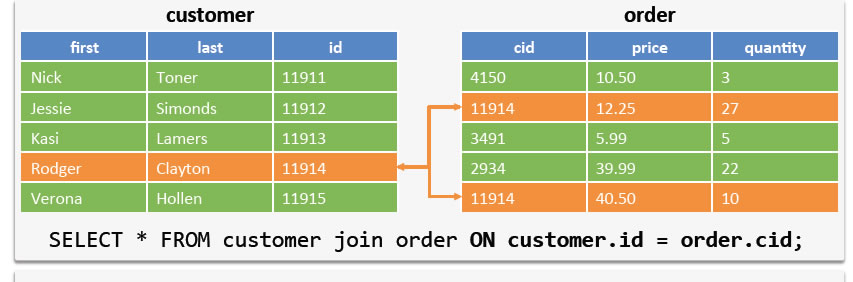 customer order
first last id cid price quantity
Nick Toner 11911 4150 10.50 3
Jessie Simonds 11912 11914 12.25 27
Kasi Lamers 11913 3491 5.99 5
Rodger Clayton 11914 2934 39.99 22
Verona Hollen 11915 11914 40.50 10
SELECT * FROM customer join order ON customer.id = order.cid;